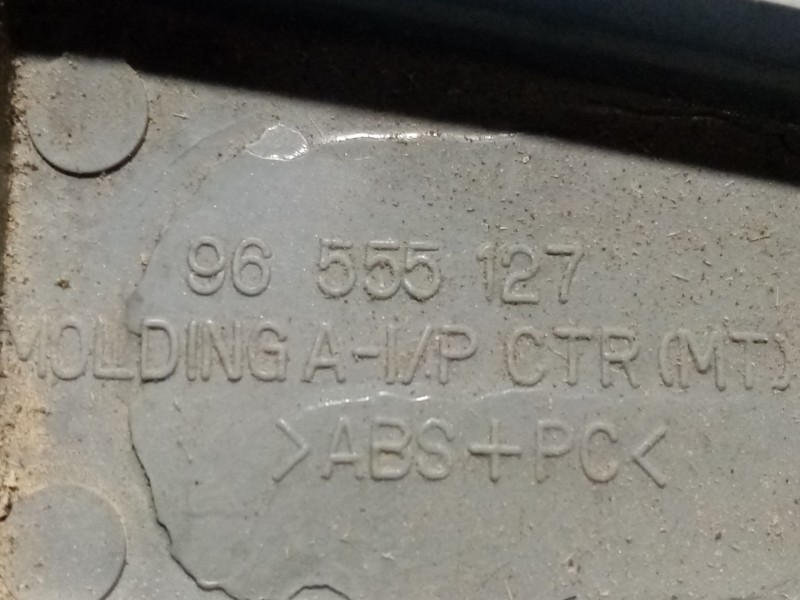 96 555 127
MOLDING A-I/P CTR (MT)
>ABS+PC<